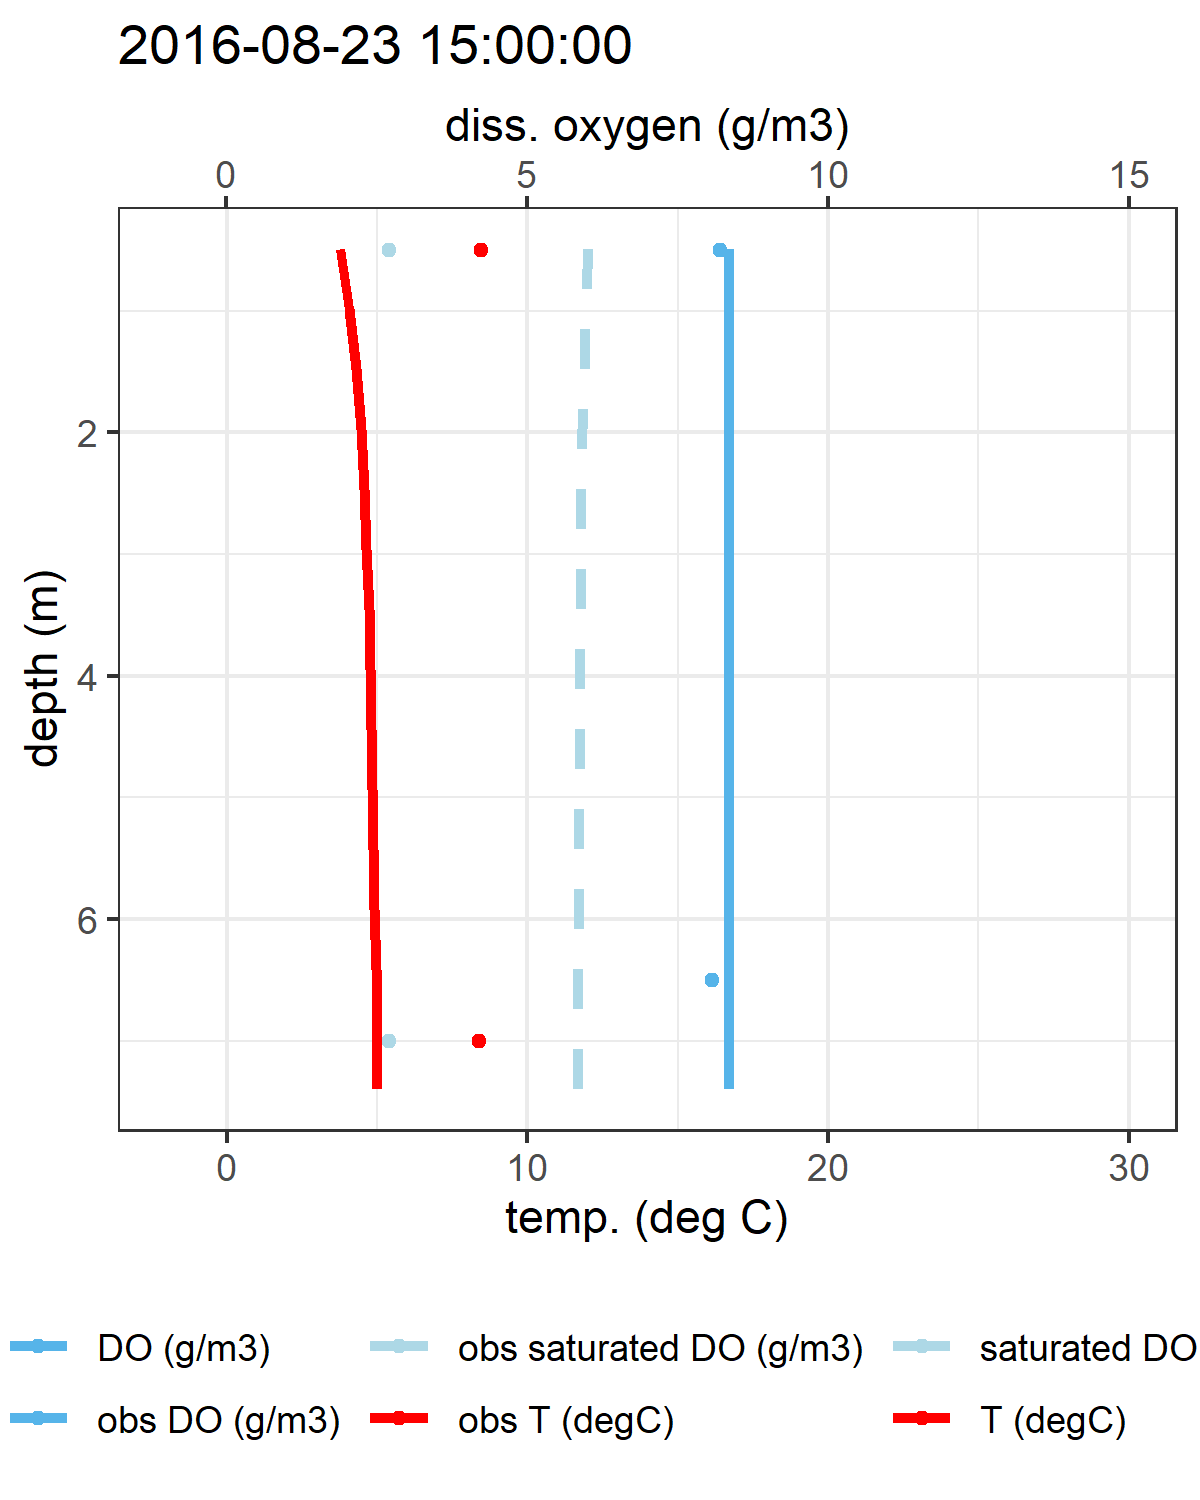 2016-08-23 15:00:00
diss. oxygen (g/m3)
0 5 10 15
depth (m)
2
4
6
0 10 20 30
temp. (deg C)
DO (g/m3) obs saturated DO (g/m3) saturated DO
obs DO (g/m3) obs T (degC) T (degC)